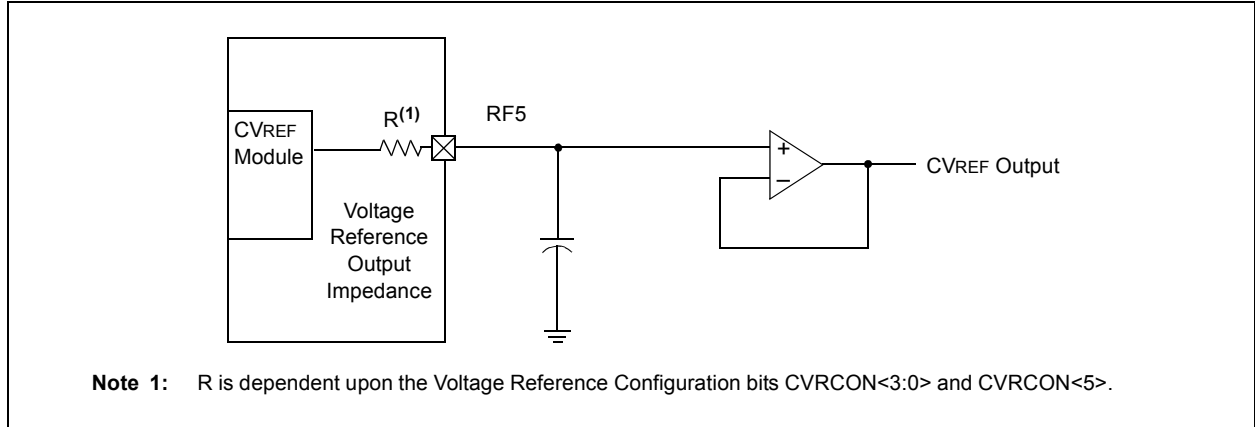 CVREF
Module
R(1)
RF5
+
–
CVREF Output
Voltage
Reference
Output
Impedance
Note 1: R is dependent upon the Voltage Reference Configuration bits CVRCON<3:0> and CVRCON<5>.